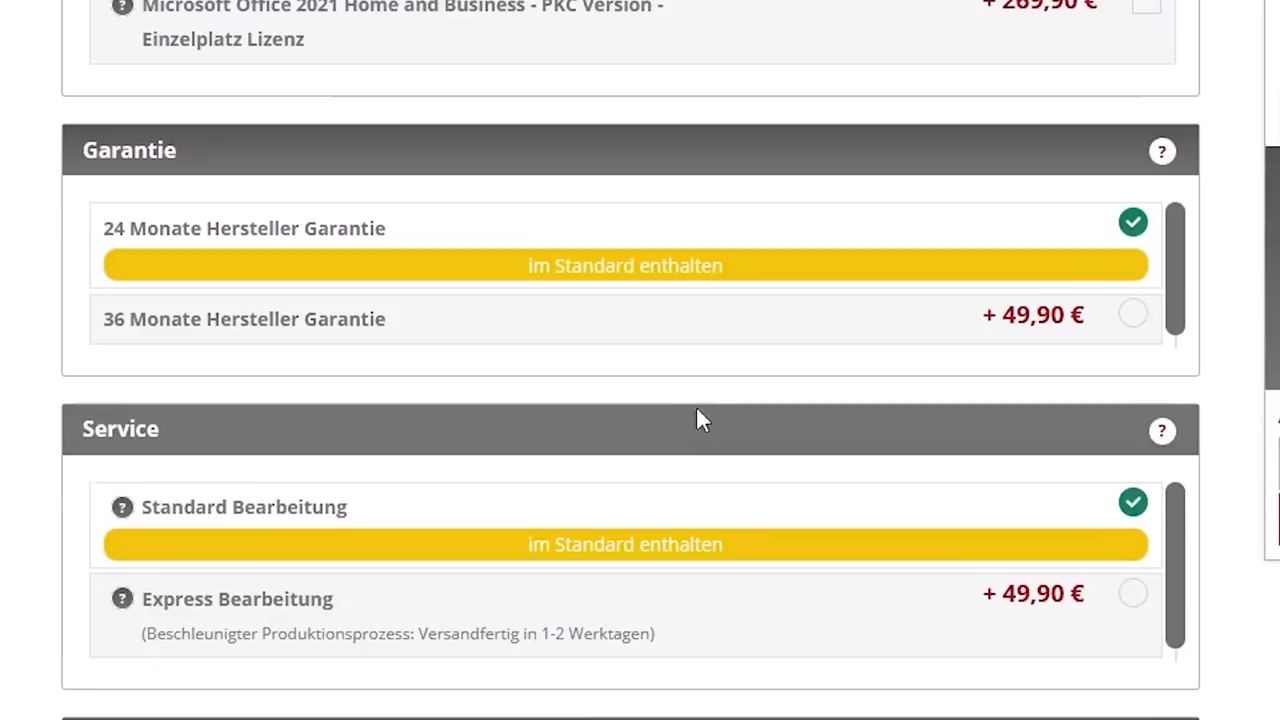 Microsoft Office 2021 Home and Business - PKC Version -
+ 269,90 €
Einzelplatz Lizenz
Garantie
?
24 Monate Hersteller Garantie
im Standard enthalten
36 Monate Hersteller Garantie
+ 49,90 €
Service
?
? Standard Bearbeitung
im Standard enthalten
? Express Bearbeitung
+ 49,90 €
(Beschleunigter Produktionsprozess: Versandfertig in 1-2 Werktagen)